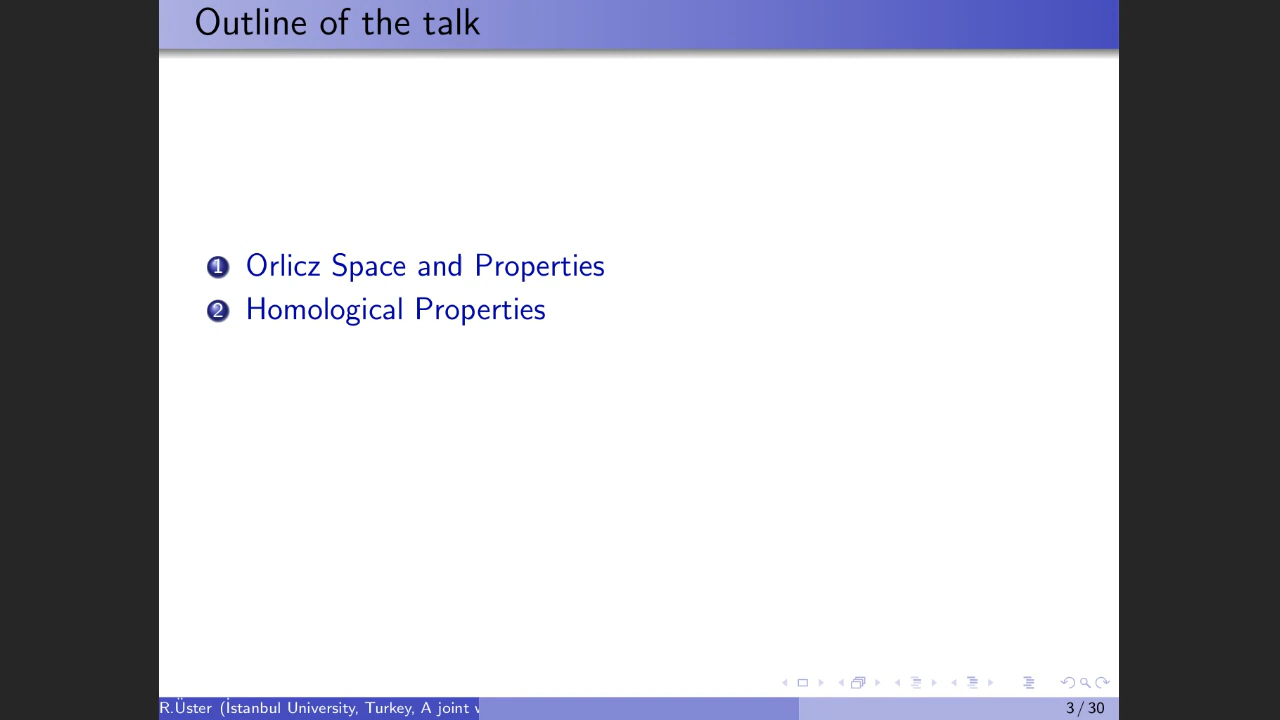 Outline of the talk
1 Orlicz Space and Properties
2 Homological Properties
R.Üster (İstanbul University, Turkey, A joint
3 / 30